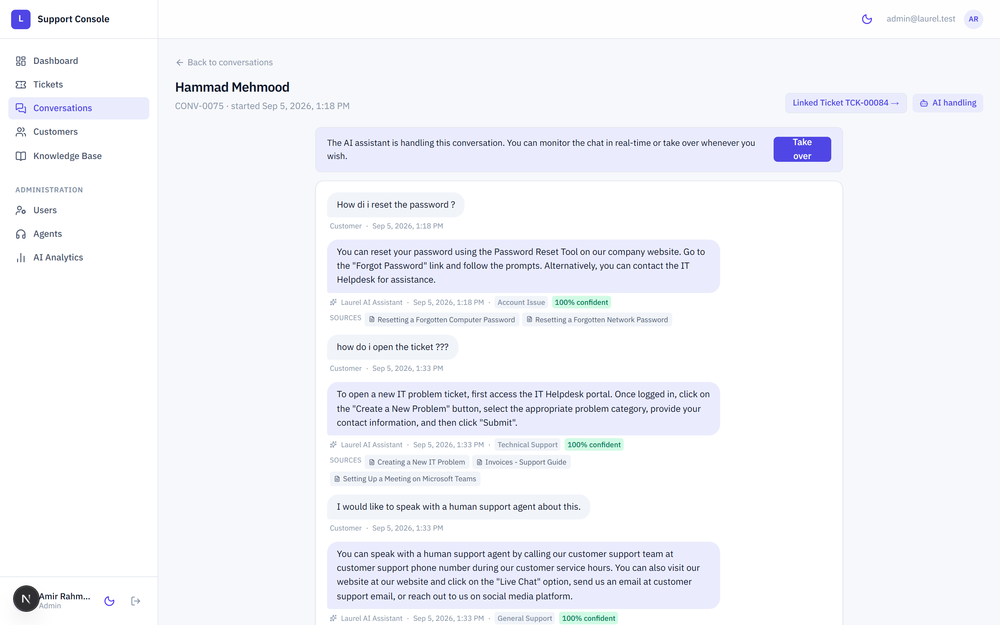 L Support Console
admin@laurel.test AR
Dashboard
Tickets
Conversations
Customers
Knowledge Base
ADMINISTRATION
Users
Agents
AI Analytics
N
Amir Rahm...
Admin
Back to conversations
Hammad Mehmood
CONV-0075 · started Sep 5, 2026, 1:18 PM
Linked Ticket TCK-00084 →
AI handling
The AI assistant is handling this conversation. You can monitor the chat in real-time or take over whenever you
wish.
Take
over
How di i reset the password ?
Customer · Sep 5, 2026, 1:18 PM
You can reset your password using the Password Reset Tool on our company website. Go to
the "Forgot Password" link and follow the prompts. Alternatively, you can contact the IT
Helpdesk for assistance.
Laurel AI Assistant · Sep 5, 2026, 1:18 PM · Account Issue 100% confident
SOURCES Resetting a Forgotten Computer Password Resetting a Forgotten Network Password
how do i open the ticket ???
Customer · Sep 5, 2026, 1:33 PM
To open a new IT problem ticket, first access the IT Helpdesk portal. Once logged in, click on
the "Create a New Problem" button, select the appropriate problem category, provide your
contact information, and then click "Submit".
Laurel AI Assistant · Sep 5, 2026, 1:33 PM · Technical Support 100% confident
SOURCES Creating a New IT Problem Invoices - Support Guide
Setting Up a Meeting on Microsoft Teams
I would like to speak with a human support agent about this.
Customer · Sep 5, 2026, 1:33 PM
You can speak with a human support agent by calling our customer support team at
customer support phone number during our customer service hours. You can also visit our
website at our website and click on the "Live Chat" option, send us an email at customer
support email, or reach out to us on social media platform.
Laurel AI Assistant · Sep 5, 2026, 1:33 PM · General Support 100% confident